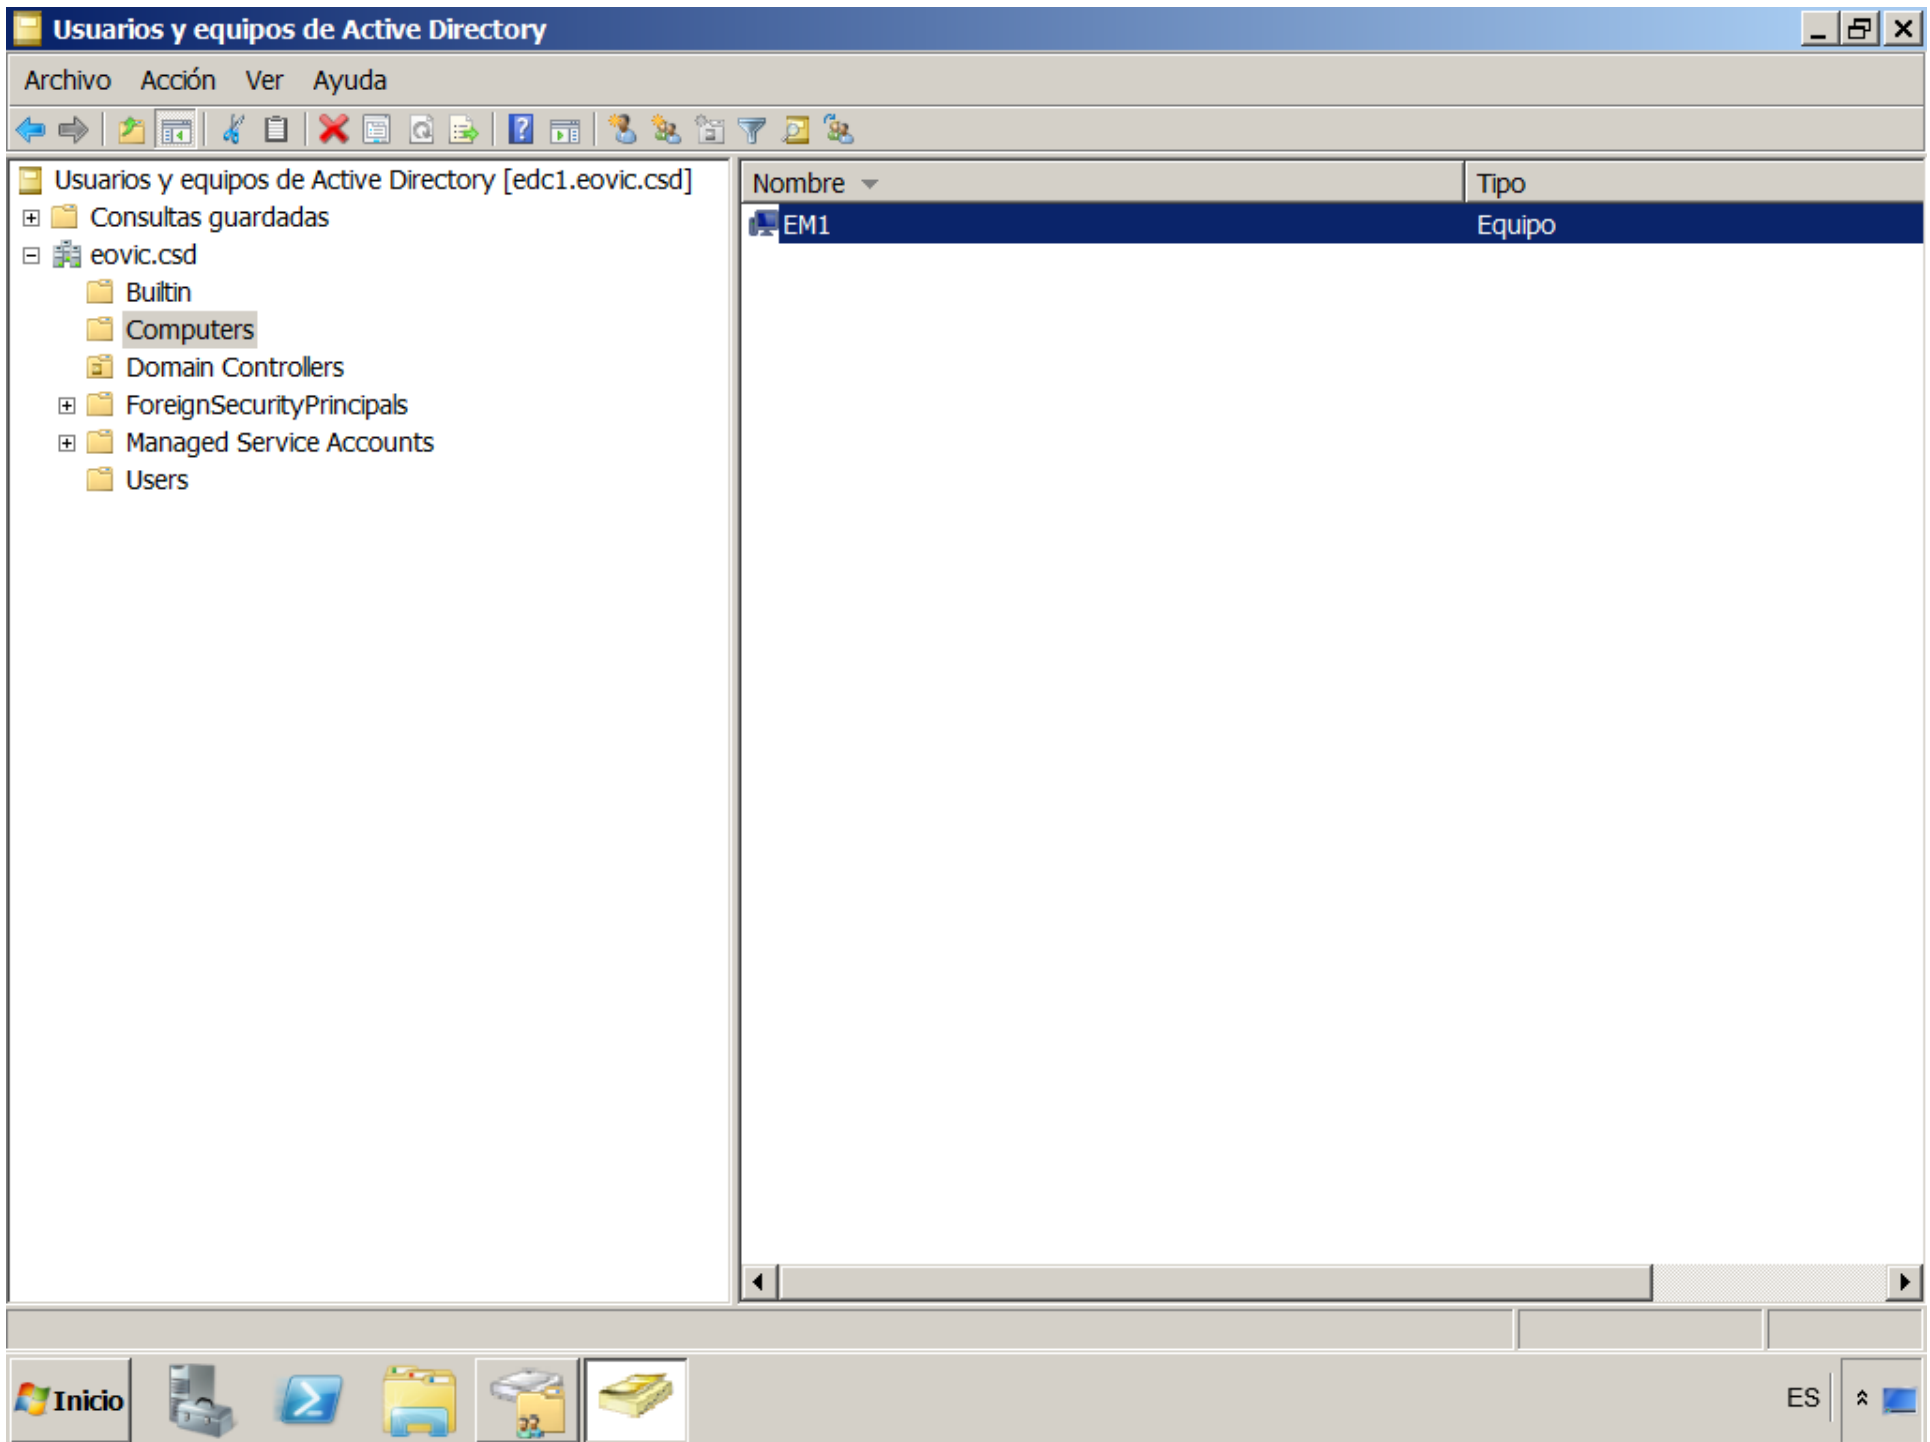 Usuarios y equipos de Active Directory
Archivo Acción Ver Ayuda
Usuarios y equipos de Active Directory [edc1.eovic.csd]
Consultas guardadas
eovic.csd
Builtin
Computers
Domain Controllers
ForeignSecurityPrincipals
Managed Service Accounts
Users
Nombre Tipo
EM1 Equipo
Inicio
ES